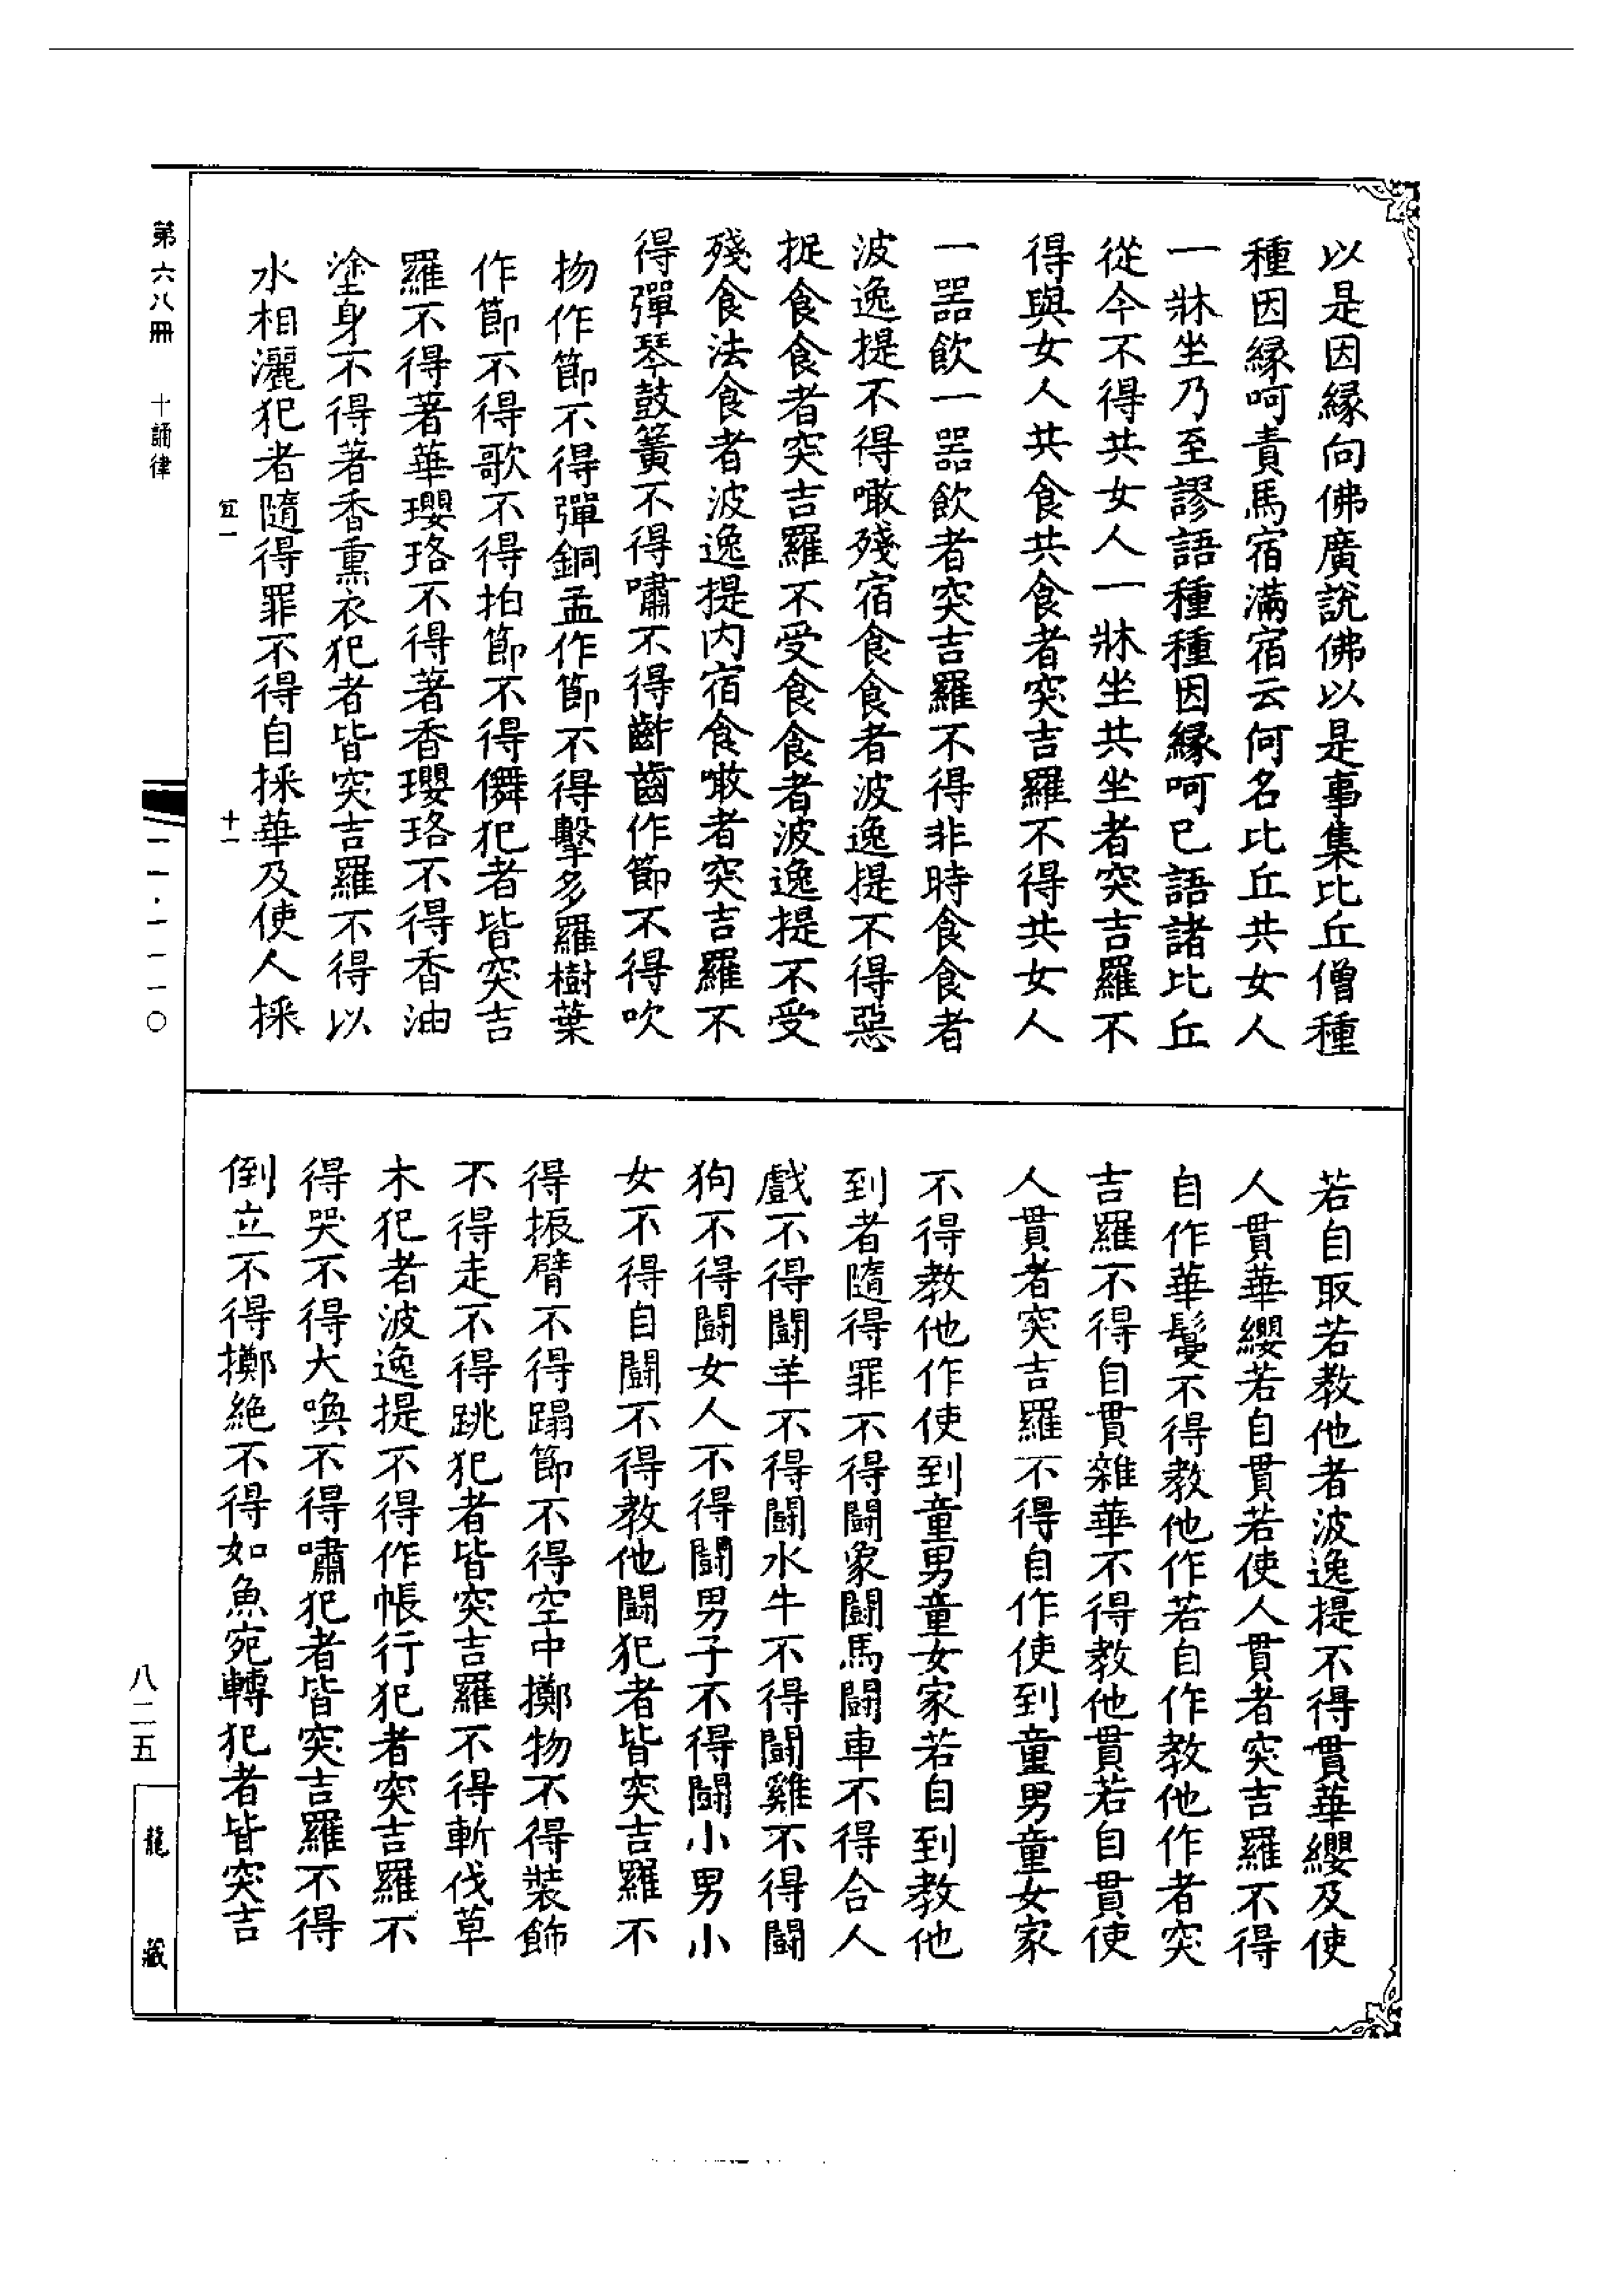 以是因縁向佛廣說佛以是事集比丘僧種
種因縁呵責馬宿滿宿云何名比丘共女人
一牀坐乃至謬語種種因縁呵已語諸比丘
從今不得共女人一牀坐共坐者突吉羅不
得與女人共食共食者突吉羅不得共女人
一器飲一器飲者突吉羅不得非時食食者
波逸提不得噉殘宿食食者波逸提不得惡
捉食食者突吉羅不受食食者波逸提不受
殘食法食者波逸提内宿食噉者突吉羅不
得彈琴鼓簧不得嘯不得齘齒作節不得吹
物作節不得彈銅盂作節不得擊多羅樹葉
作節不得歌不得拍節不得儛犯者皆突吉
羅不得著華瓔珞不得著香瓔珞不得香油
塗身不得著香熏衣犯者皆突吉羅不得以
水相灑犯者隨得罪不得自採華及使人採
若自取若教他者波逸提不得貫華纓及使
人貫華纓若自貫若使人貫者突吉羅不得
自作華鬘不得教他作若自作教他作者突
吉羅不得自貫雜華不得教他貫若自貫使
人貫者突吉羅不得自作使到童男童女家
不得教他作使到童男童女家若自到教他
到者隨得罪不得鬪象鬪馬鬪車不得合人
戲不得鬪羊不得鬪水牛不得鬪雞不得鬪
狗不得鬪女人不得鬪男子不得鬪小男小
女不得自鬪不得教他鬪犯者皆突吉羅不
得振臂不得蹋節不得空中擲物不得裝飾
不得走不得跳犯者皆突吉羅不得斬伐草
木犯者波逸提不得作帳行犯者突吉羅不
得哭不得大喚不得嘯犯者皆突吉羅不得
倒立不得擲絶不得如魚宛轉犯者皆突吉
第六八冊　十誦律
宜一　十一
一一·一一一〇
八二五
龍藏